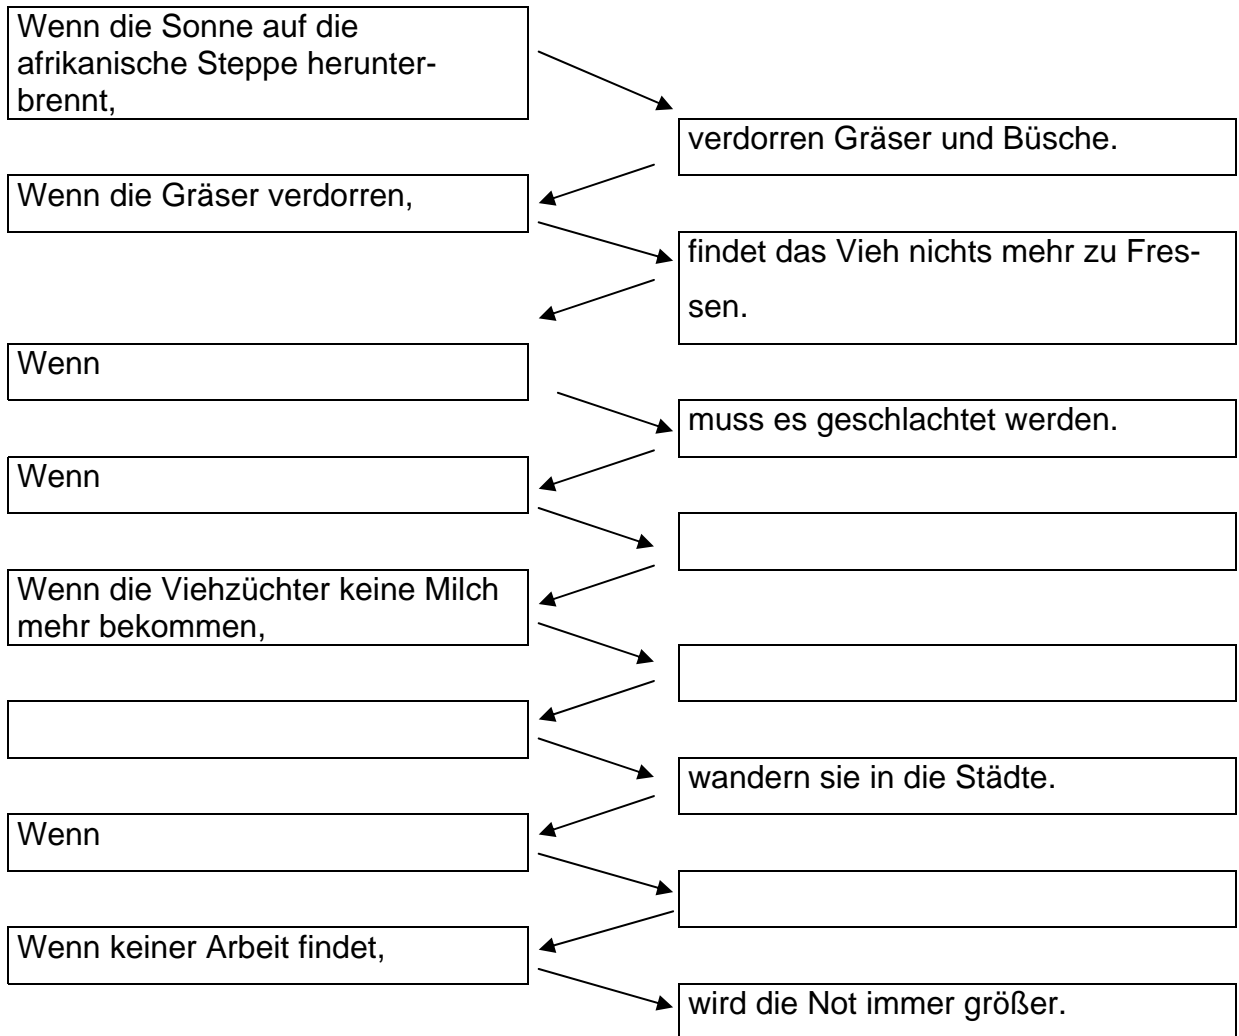 Wenn die Sonne auf die
afrikanische Steppe herunter-
brennt,
verdorren Gräser und Büsche.
Wenn die Gräser verdorren,
findet das Vieh nichts mehr zu Fres-
sen.
Wenn
muss es geschlachtet werden.
Wenn
Wenn die Viehzüchter keine Milch
mehr bekommen,
wandern sie in die Städte.
Wenn
Wenn keiner Arbeit findet,
wird die Not immer größer.